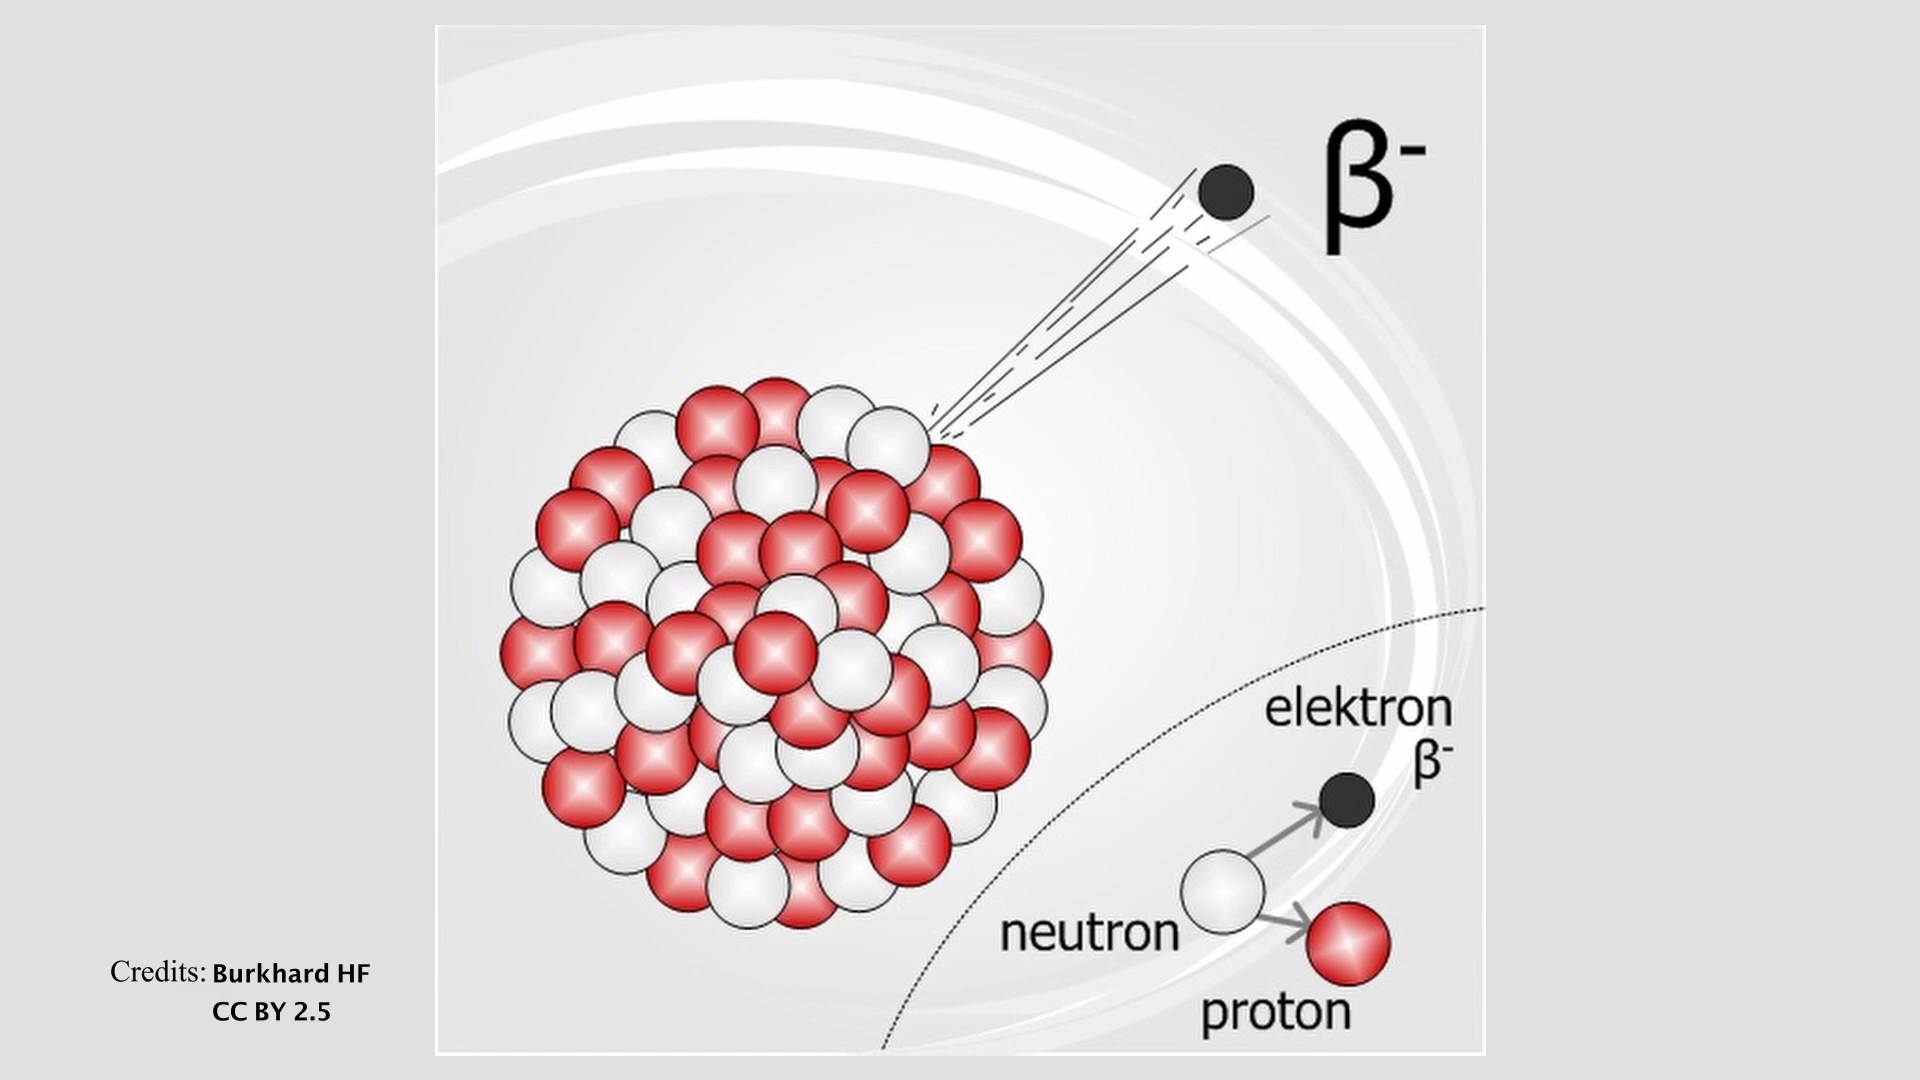 β-
elektron
β-
neutron
proton
Credits: Burkhard HF
CC BY 2.5